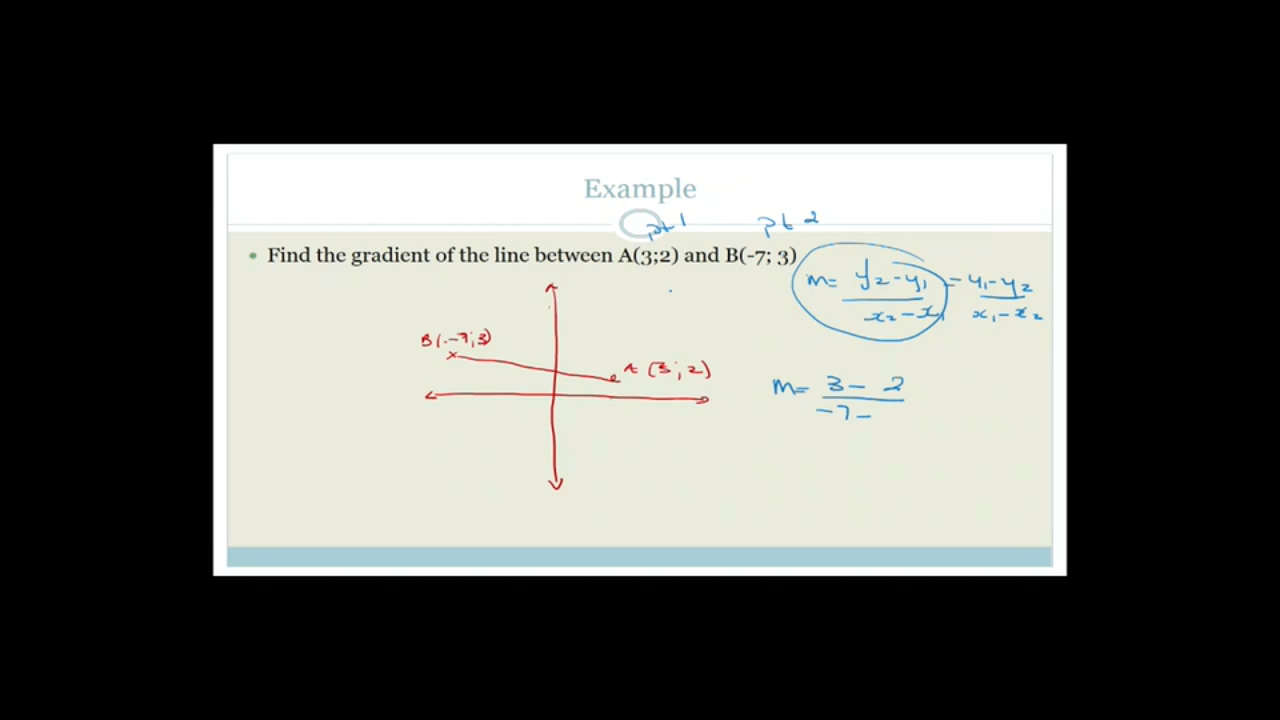 Example
pt 1 pt 2
• Find the gradient of the line between A(3;2) and B(-7; 3)
m= y₂-y₁ = y₁-y₂
x₂-x₁ x₁-x₂
B(-7;3)
A (3;2)
m= 3- 2
-7-